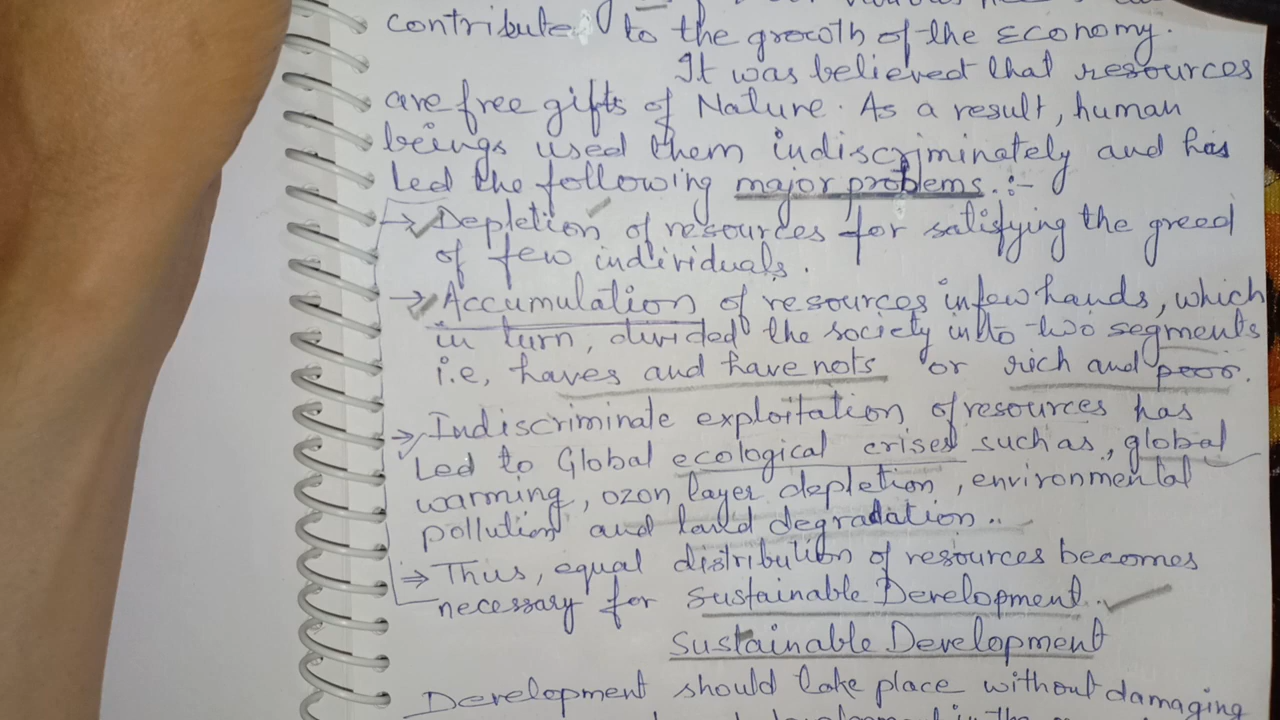 contribute to the growth of the Economy.
It was believed that resources
are free gifts of Nature. As a result, human
beings used them indiscriminately and has
led the following major problems.:-
→ Depletion of resources for satisfying the greed
of few individuals.
→ Accumulation of resources in few hands, which
in turn, divided the society into two segments
i.e, haves and have nots or rich and poor.
→ Indiscriminate exploitation of resources has
Led to Global ecological crises such as, global
warming, ozon layer depletion, environmental
pollution and land degradation..
⇒ Thus, equal distribution of resources becomes
necessary for sustainable Development.
Sustainable Development
Development should take place without damaging
in the